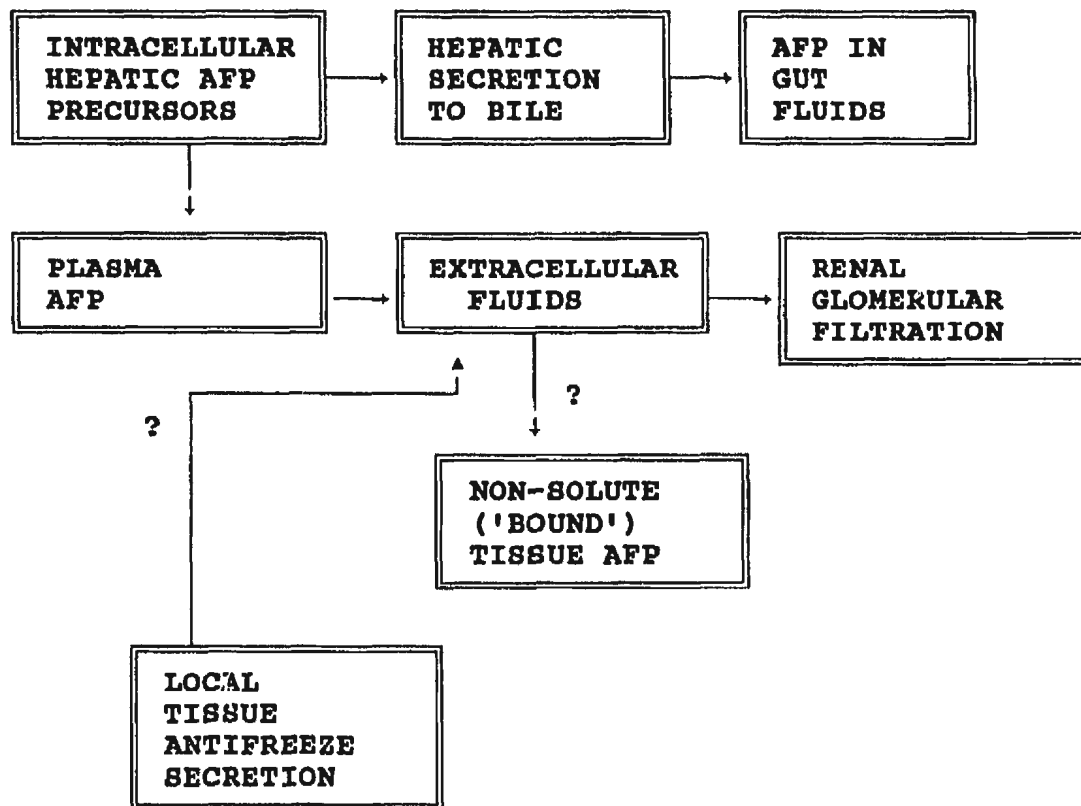 INTRACELLULAR
HEPATIC AFP
PRECURSORS
HEPATIC
SECRETION
TO BILE
AFP IN
GUT
FLUIDS
PLASMA
AFP
EXTRACELLULAR
FLUIDS
RENAL
GLOMERULAR
FILTRATION
?
?
NON-SOLUTE
('BOUND')
TISSUE AFP
LOCAL
TISSUE
ANTIFREEZE
SECRETION